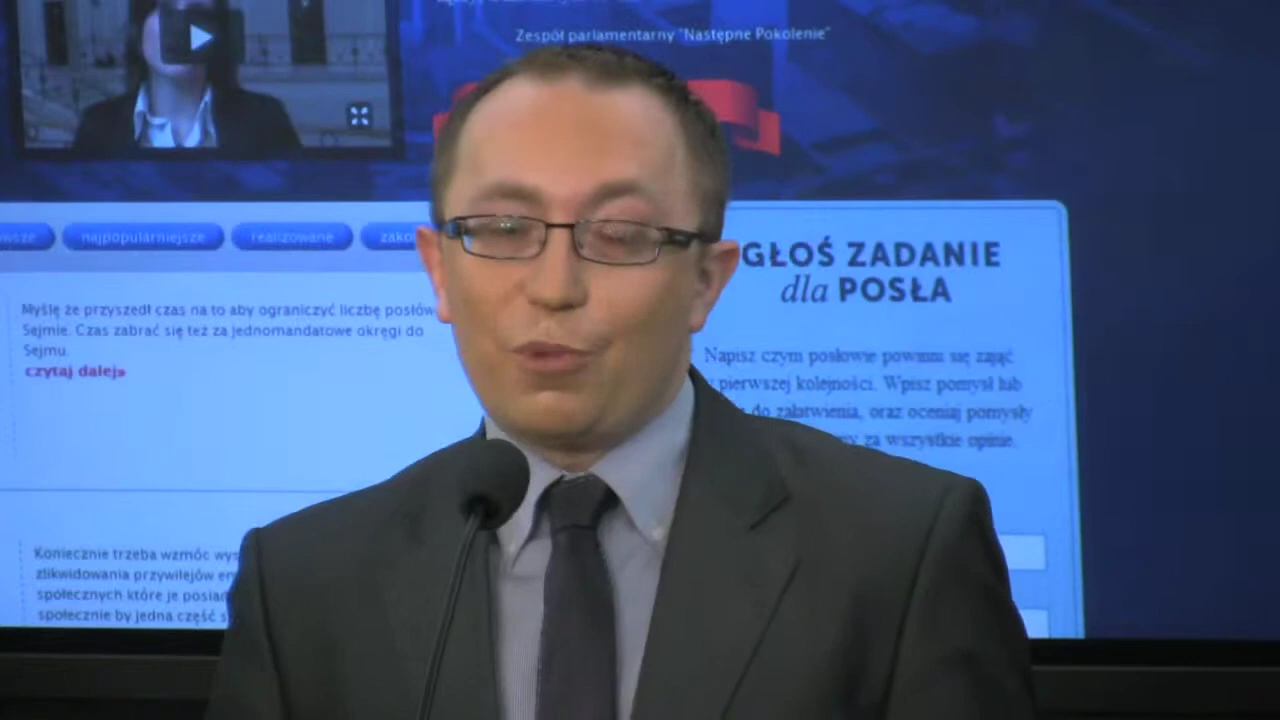 Zespół parlamentarny "Następne Pokolenie"
najpopularniejsze
realizowane
GŁOŚ ZADANIE
dla POSŁA
Myślę że przyszedł czas na to aby ograniczyć liczbę posłów
Sejmie. Czas zabrać się też za jednomandatowe okręgi do
Sejmu.
czytaj dalej»
Napisz czym posłowie powinni się zająć
pierwszej kolejności. Wpisz pomysł lub
do załatwienia, oraz oceniaj pomysły
za wszystkie opinie.
Koniecznie trzeba wzmóc
zlikwidowania przywilejów
społecznych które je
społecznie by jedna część